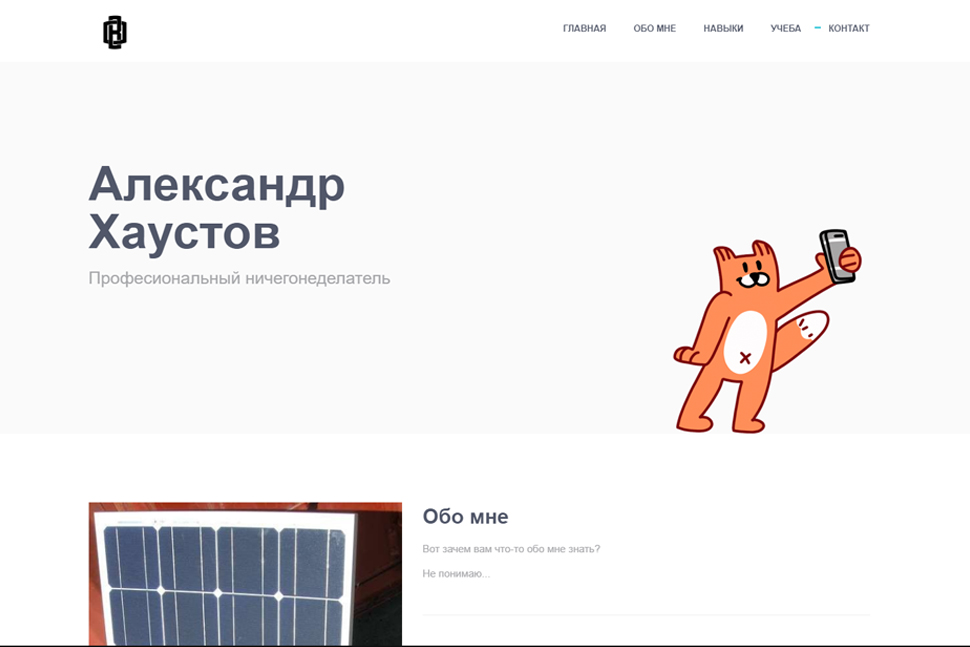 ГЛАВНАЯ ОБО МНЕ НАВЫКИ УЧЕБА КОНТАКТ
Александр
Хаустов
Професиональный ничегонеделатель
Обо мне
Вот зачем вам что-то обо мне знать?
Не понимаю...